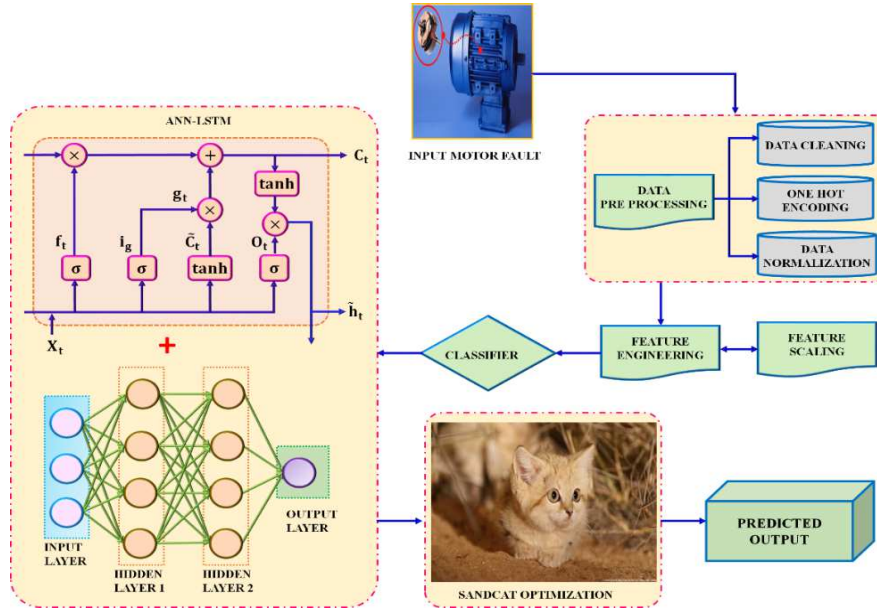 INPUT MOTOR FAULT
DATA
PRE PROCESSING
DATA CLEANING
ONE HOT
ENCODING
DATA
NORMALIZATION
FEATURE
ENGINEERING
FEATURE
SCALING
CLASSIFIER
ANN-LSTM
×
+
C_t
tanh
g_t
×
×
f_t
i_g
C̃_t
O_t
σ
σ
tanh
σ
h̃_t
X_t
+
INPUT
LAYER
HIDDEN
LAYER 1
HIDDEN
LAYER 2
OUTPUT
LAYER
SANDCAT OPTIMIZATION
PREDICTED
OUTPUT